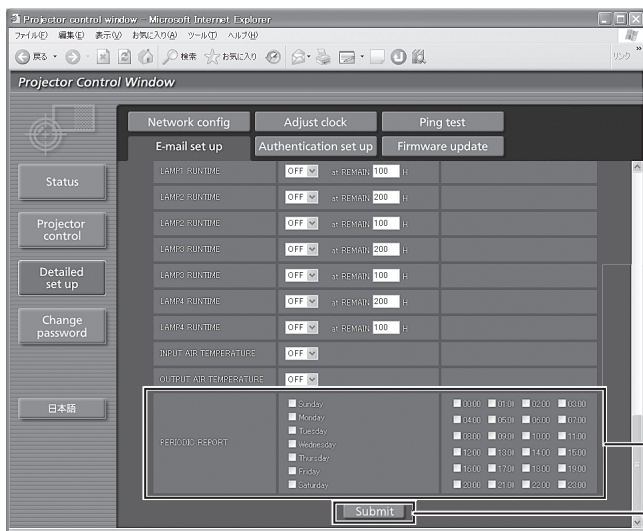 Projector control window - Microsoft Internet Explorer
ファイル(F) 編集(E) 表示(V) お気に入り(A) ツール(T) ヘルプ(H)
戻る 検索 お気に入り リンク »
Projector Control Window
Network config Adjust clock Ping test
E-mail set up Authentication set up Firmware update
Status
Projector control
Detailed set up
Change password
日本語
LAMP1 RUNTIME OFF at REMAIN 100 H
LAMP2 RUNTIME OFF at REMAIN 200 H
LAMP2 RUNTIME OFF at REMAIN 100 H
LAMP3 RUNTIME OFF at REMAIN 200 H
LAMP3 RUNTIME OFF at REMAIN 100 H
LAMP4 RUNTIME OFF at REMAIN 200 H
LAMP4 RUNTIME OFF at REMAIN 100 H
INPUT AIR TEMPERATURE OFF
OUTPUT AIR TEMPERATURE OFF
PERIODIC REPORT
Sunday
Monday
Tuesday
Wednesday
Thursday
Friday
Saturday
00:00 01:00 02:00 03:00
04:00 05:00 06:00 07:00
08:00 09:00 10:00 11:00
12:00 13:00 14:00 15:00
16:00 17:00 18:00 19:00
20:00 21:00 22:00 23:00
Submit